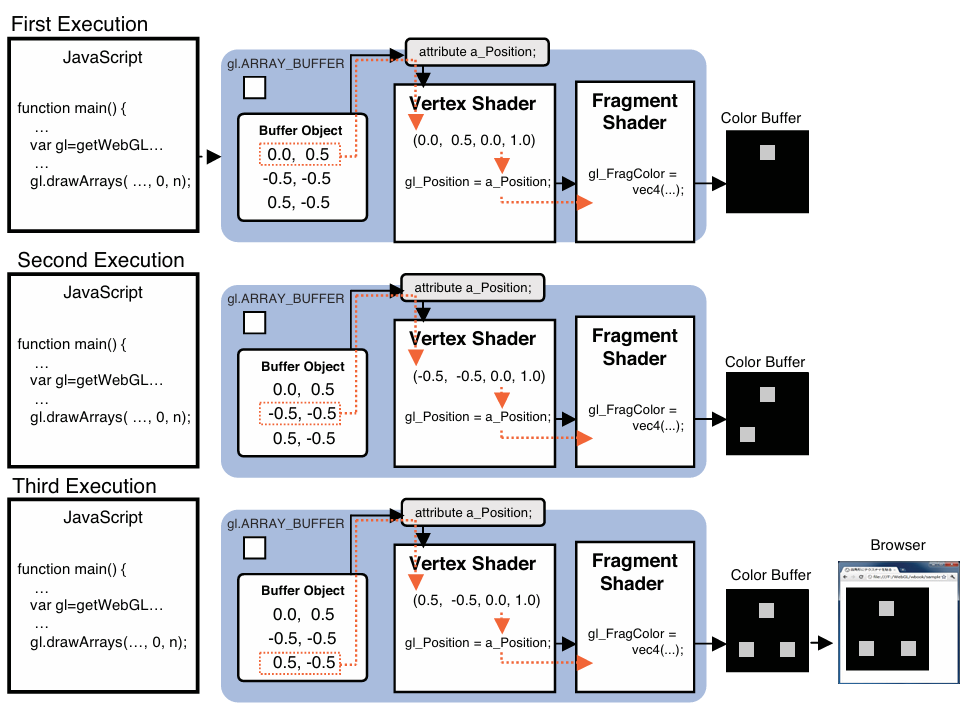 First Execution
JavaScript
function main() {
…
var gl=getWebGL…
…
gl.drawArrays( …, 0, n);
gl.ARRAY_BUFFER
Buffer Object
0.0, 0.5
-0.5, -0.5
0.5, -0.5
attribute a_Position;
Vertex Shader
(0.0, 0.5, 0.0, 1.0)
gl_Position = a_Position;
Fragment
Shader
gl_FragColor =
vec4(...);
Color Buffer
Second Execution
JavaScript
function main() {
…
var gl=getWebGL…
…
gl.drawArrays( …, 0, n);
gl.ARRAY_BUFFER
Buffer Object
0.0, 0.5
-0.5, -0.5
0.5, -0.5
attribute a_Position;
Vertex Shader
(-0.5, -0.5, 0.0, 1.0)
gl_Position = a_Position;
Fragment
Shader
gl_FragColor =
vec4(...);
Color Buffer
Third Execution
JavaScript
function main() {
…
var gl=getWebGL…
…
gl.drawArrays(…, 0, n);
gl.ARRAY_BUFFER
Buffer Object
0.0, 0.5
-0.5, -0.5
0.5, -0.5
attribute a_Position;
Vertex Shader
(0.5, -0.5, 0.0, 1.0)
gl_Position = a_Position;
Fragment
Shader
gl_FragColor =
vec4(...);
Color Buffer
Browser